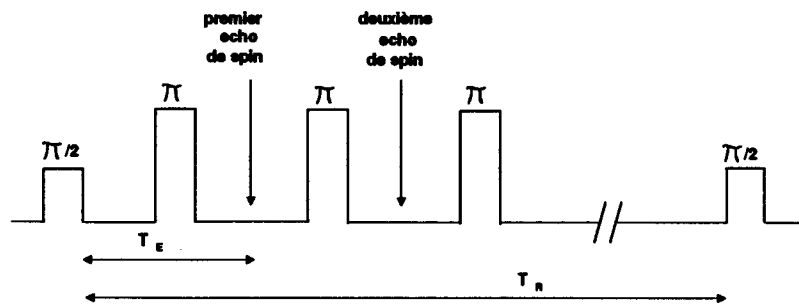 premier
echo
de spin
deuxième
echo
de spin
π/2
π
π
π
π/2
T E
T R